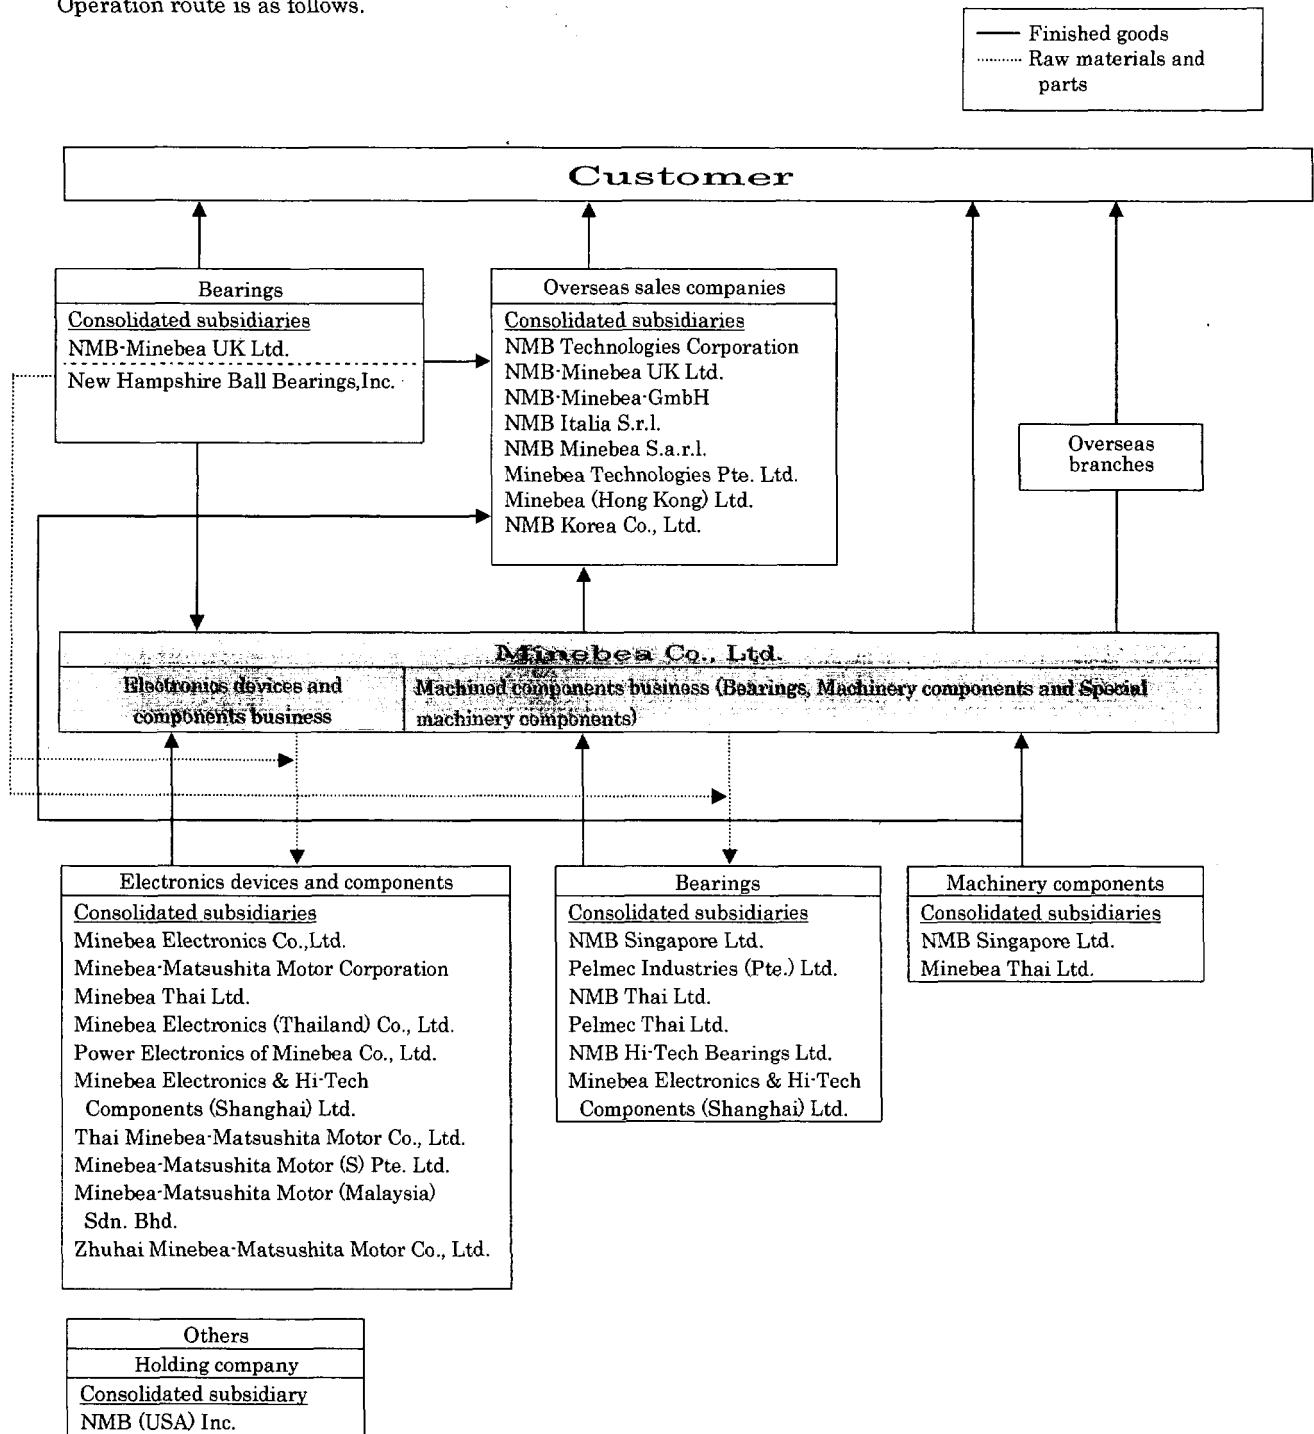 Operation route is as follows.
Finished goods
Raw materials and
parts
Customer
Bearings
Consolidated subsidiaries
NMB-Minebea UK Ltd.
New Hampshire Ball Bearings,Inc.
Overseas sales companies
Consolidated subsidiaries
NMB Technologies Corporation
NMB-Minebea UK Ltd.
NMB-Minebea-GmbH
NMB Italia S.r.l.
NMB Minebea S.a.r.l.
Minebea Technologies Pte. Ltd.
Minebea (Hong Kong) Ltd.
NMB Korea Co., Ltd.
Overseas
branches
Minebea Co., Ltd.
Electronics devices and
components business
Machined components business (Bearings, Machinery components and Special
machinery components)
Electronics devices and components
Consolidated subsidiaries
Minebea Electronics Co.,Ltd.
Minebea-Matsushita Motor Corporation
Minebea Thai Ltd.
Minebea Electronics (Thailand) Co., Ltd.
Power Electronics of Minebea Co., Ltd.
Minebea Electronics & Hi-Tech
Components (Shanghai) Ltd.
Thai Minebea-Matsushita Motor Co., Ltd.
Minebea-Matsushita Motor (S) Pte. Ltd.
Minebea-Matsushita Motor (Malaysia)
Sdn. Bhd.
Zhuhai Minebea-Matsushita Motor Co., Ltd.
Bearings
Consolidated subsidiaries
NMB Singapore Ltd.
Pelmec Industries (Pte.) Ltd.
NMB Thai Ltd.
Pelmec Thai Ltd.
NMB Hi-Tech Bearings Ltd.
Minebea Electronics & Hi-Tech
Components (Shanghai) Ltd.
Machinery components
Consolidated subsidiaries
NMB Singapore Ltd.
Minebea Thai Ltd.
Others
Holding company
Consolidated subsidiary
NMB (USA) Inc.